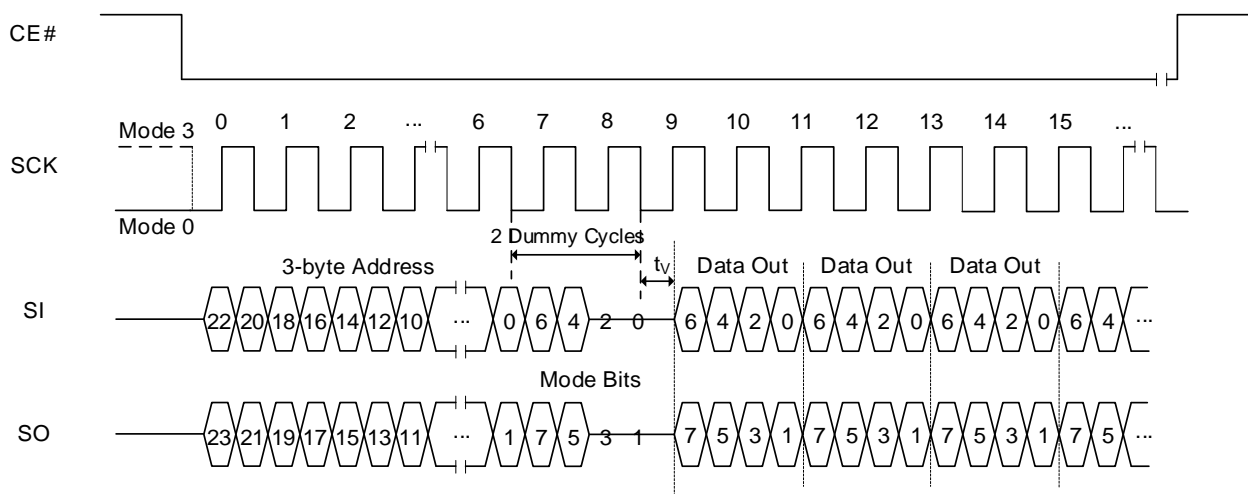 CE#
0 1 2 ... 6 7 8 9 10 11 12 13 14 15 ...
Mode 3
SCK
Mode 0
2 Dummy Cycles
3-byte Address
tV
Data Out Data Out Data Out
SI
22 20 18 16 14 12 10 ... 0 6 4 2 0 6 4 2 0 6 4 2 0 6 4 2 0 6 4 ...
Mode Bits
SO
23 21 19 17 15 13 11 ... 1 7 5 3 1 7 5 3 1 7 5 3 1 7 5 3 1 7 5 ...